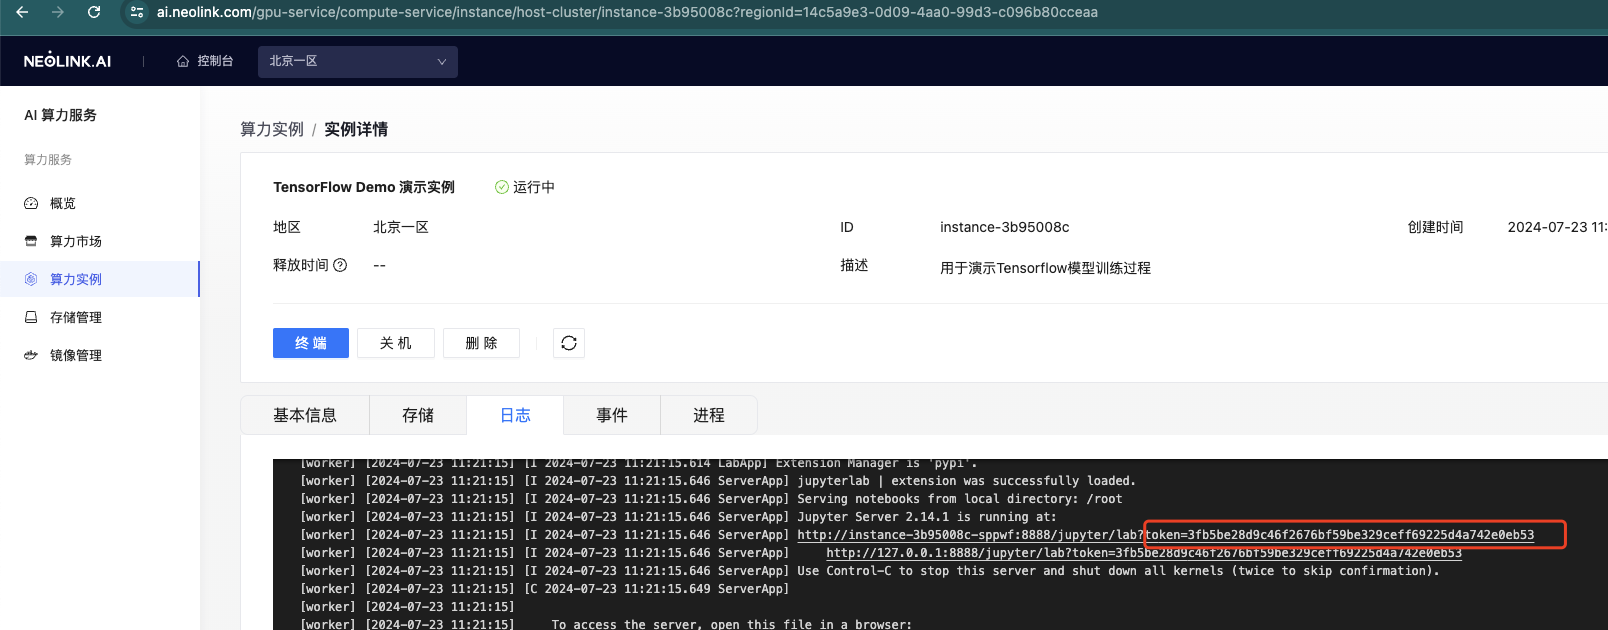 ai.neolink.com/gpu-service/compute-service/instance/host-cluster/instance-3b95008c?regionId=14c5a9e3-0d09-4aa0-99d3-c096b80cceaa
NEOLINK.AI
控制台
北京一区
AI 算力服务
算力服务
概览
算力市场
算力实例
存储管理
镜像管理
算力实例 / 实例详情
TensorFlow Demo 演示实例 运行中
地区 北京一区 ID instance-3b95008c 创建时间 2024-07-23 11:
释放时间 -- 描述 用于演示Tensorflow模型训练过程
终 端 关 机 删 除
基本信息 存储 日志 事件 进程
[worker] [2024-07-23 11:21:15] [I 2024-07-23 11:21:15.614 LabApp] Extension Manager is 'pypi'.
[worker] [2024-07-23 11:21:15] [I 2024-07-23 11:21:15.646 ServerApp] jupyterlab | extension was successfully loaded.
[worker] [2024-07-23 11:21:15] [I 2024-07-23 11:21:15.646 ServerApp] Serving notebooks from local directory: /root
[worker] [2024-07-23 11:21:15] [I 2024-07-23 11:21:15.646 ServerApp] Jupyter Server 2.14.1 is running at:
[worker] [2024-07-23 11:21:15] [I 2024-07-23 11:21:15.646 ServerApp] http://instance-3b95008c-sppwf:8888/jupyter/lab?token=3fb5be28d9c46f2676bf59be329ceff69225d4a742e0eb53
[worker] [2024-07-23 11:21:15] [I 2024-07-23 11:21:15.646 ServerApp] http://127.0.0.1:8888/jupyter/lab?token=3fb5be28d9c46f2676bf59be329ceff69225d4a742e0eb53
[worker] [2024-07-23 11:21:15] [I 2024-07-23 11:21:15.646 ServerApp] Use Control-C to stop this server and shut down all kernels (twice to skip confirmation).
[worker] [2024-07-23 11:21:15] [C 2024-07-23 11:21:15.649 ServerApp]
[worker] [2024-07-23 11:21:15]
[worker] [2024-07-23 11:21:15] To access the server, open this file in a browser: